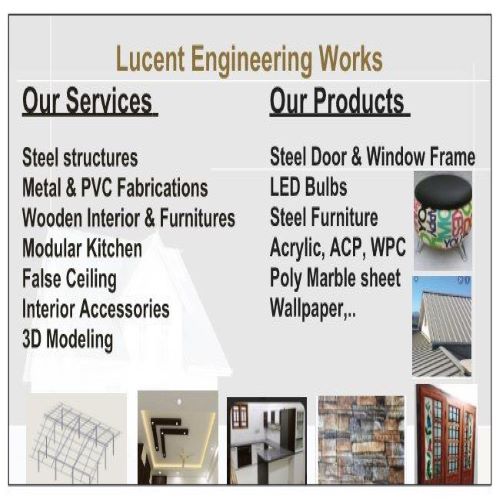 Lucent Engineering Works
Our Services
Steel structures
Metal & PVC Fabrications
Wooden Interior & Furnitures
Modular Kitchen
False Ceiling
Interior Accessories
3D Modeling
Our Products
Steel Door & Window Frame
LED Bulbs
Steel Furniture
Acrylic, ACP, WPC
Poly Marble sheet
Wallpaper,..